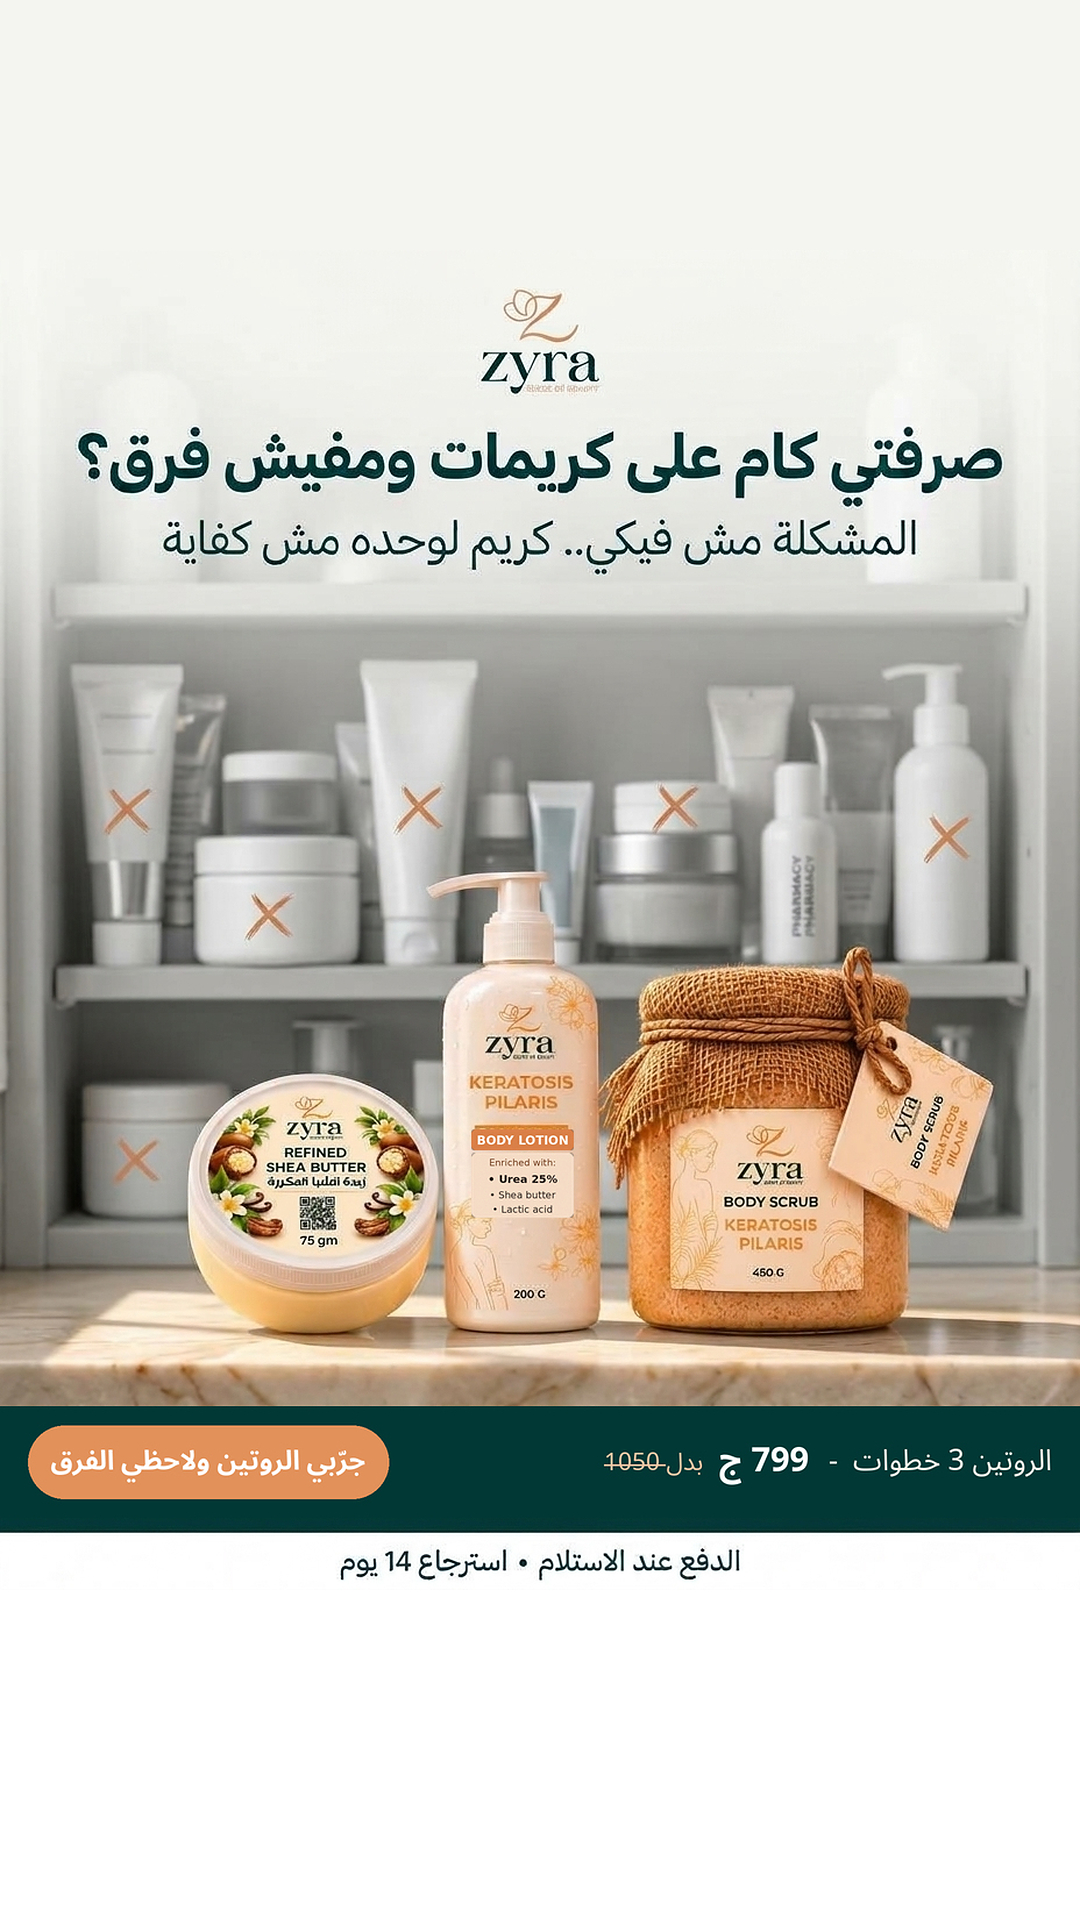 zyra
صرفتي كام على كريمات ومفيش فرق؟
المشكلة مش فيكي.. كريم لوحده مش كفاية
PHARMACY
PHARMACY
zyra
REFINED
SHEA BUTTER
75 gm
zyra
KERATOSIS
PILARIS
BODY LOTION
Enriched with:
• Urea 25%
• Shea butter
• Lactic acid
200 G
zyra
BODY SCRUB
KERATOSIS
PILARIS
450 G
zyra
BODY SCRUB
الروتين 3 خطوات - 799 ج بدل 1050
جرّبي الروتين ولاحظي الفرق
الدفع عند الاستلام • استرجاع 14 يوم